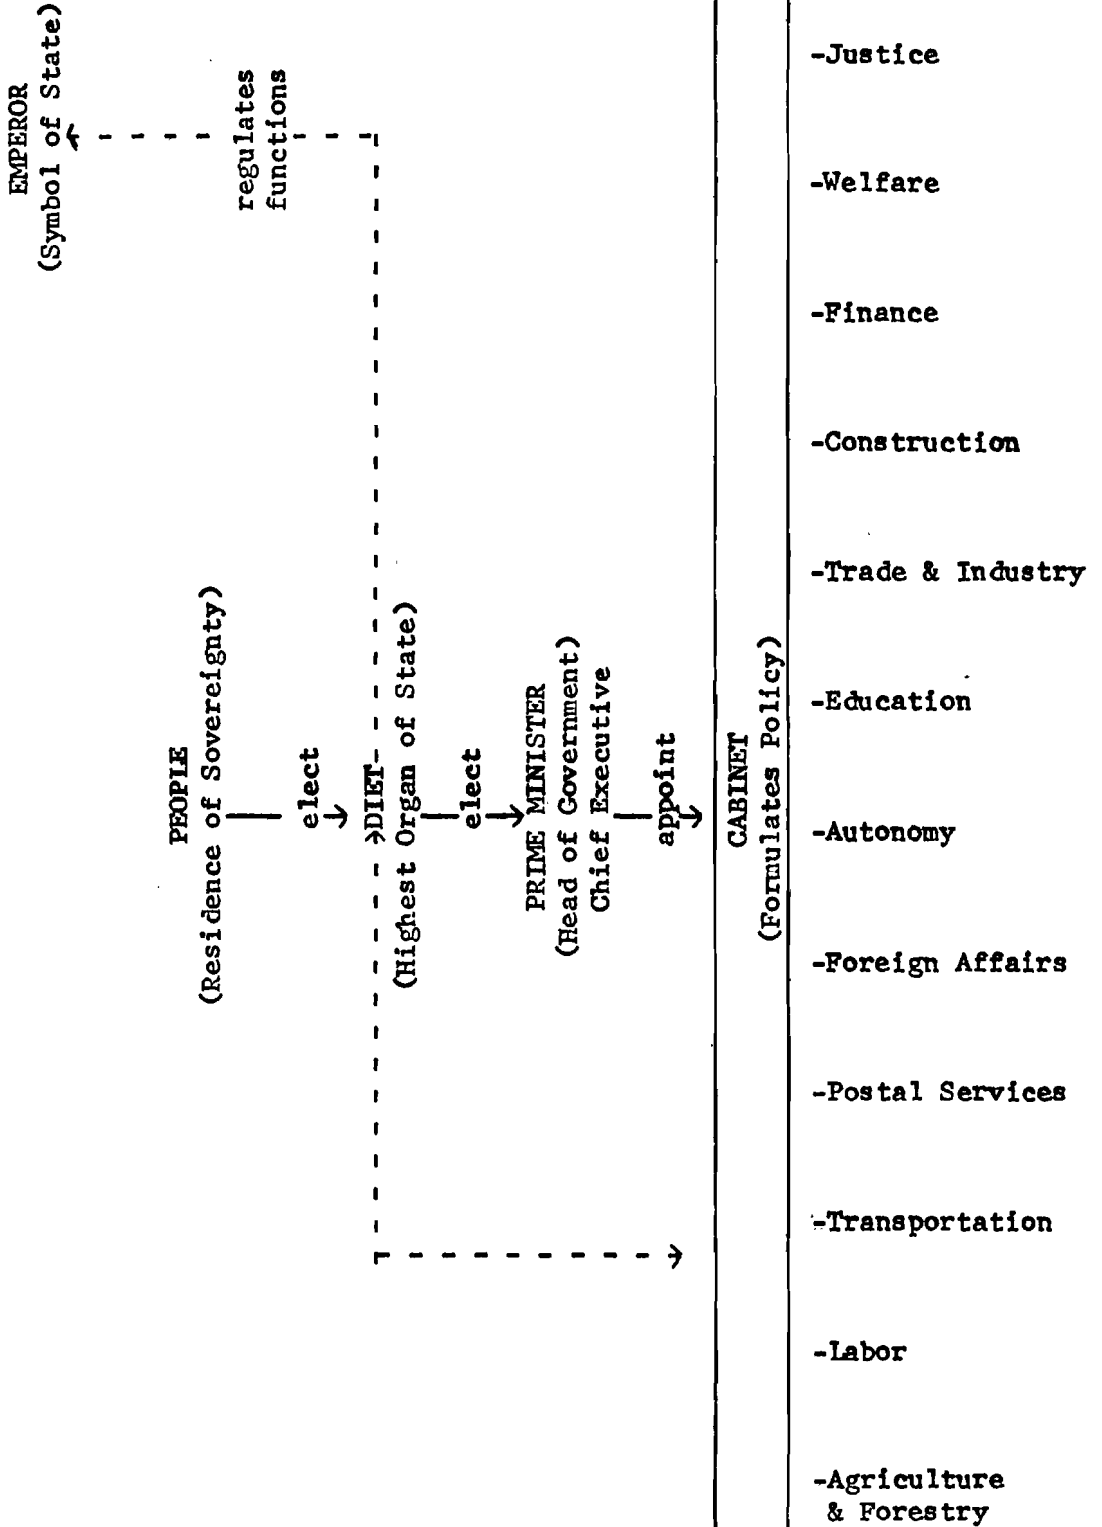 EMPEROR
(Symbol of State)
regulates
functions
PEOPLE
(Residence of Sovereignty)
elect
DIET
(Highest Organ of State)
elect
PRIME MINISTER
(Head of Government)
Chief Executive
appoint
CABINET
(Formulates Policy)
-Justice
-Welfare
-Finance
-Construction
-Trade & Industry
-Education
-Autonomy
-Foreign Affairs
-Postal Services
-Transportation
-Labor
-Agriculture
& Forestry